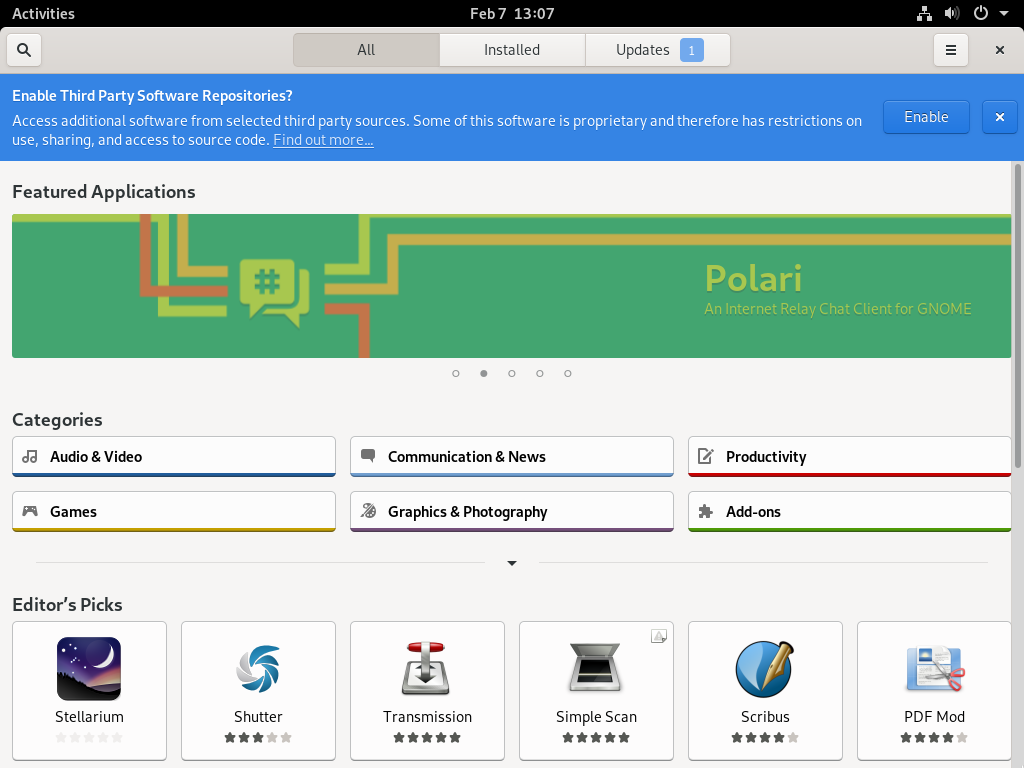 Activities
Feb 7 13:07
All
Installed
Updates 1
Enable Third Party Software Repositories?
Access additional software from selected third party sources. Some of this software is proprietary and therefore has restrictions on
use, sharing, and access to source code. Find out more...
Enable
Featured Applications
#
Polari
An Internet Relay Chat Client for GNOME
Categories
Audio & Video
Communication & News
Productivity
Games
Graphics & Photography
Add-ons
Editor’s Picks
Stellarium
Shutter
Transmission
Simple Scan
Scribus
PDF Mod